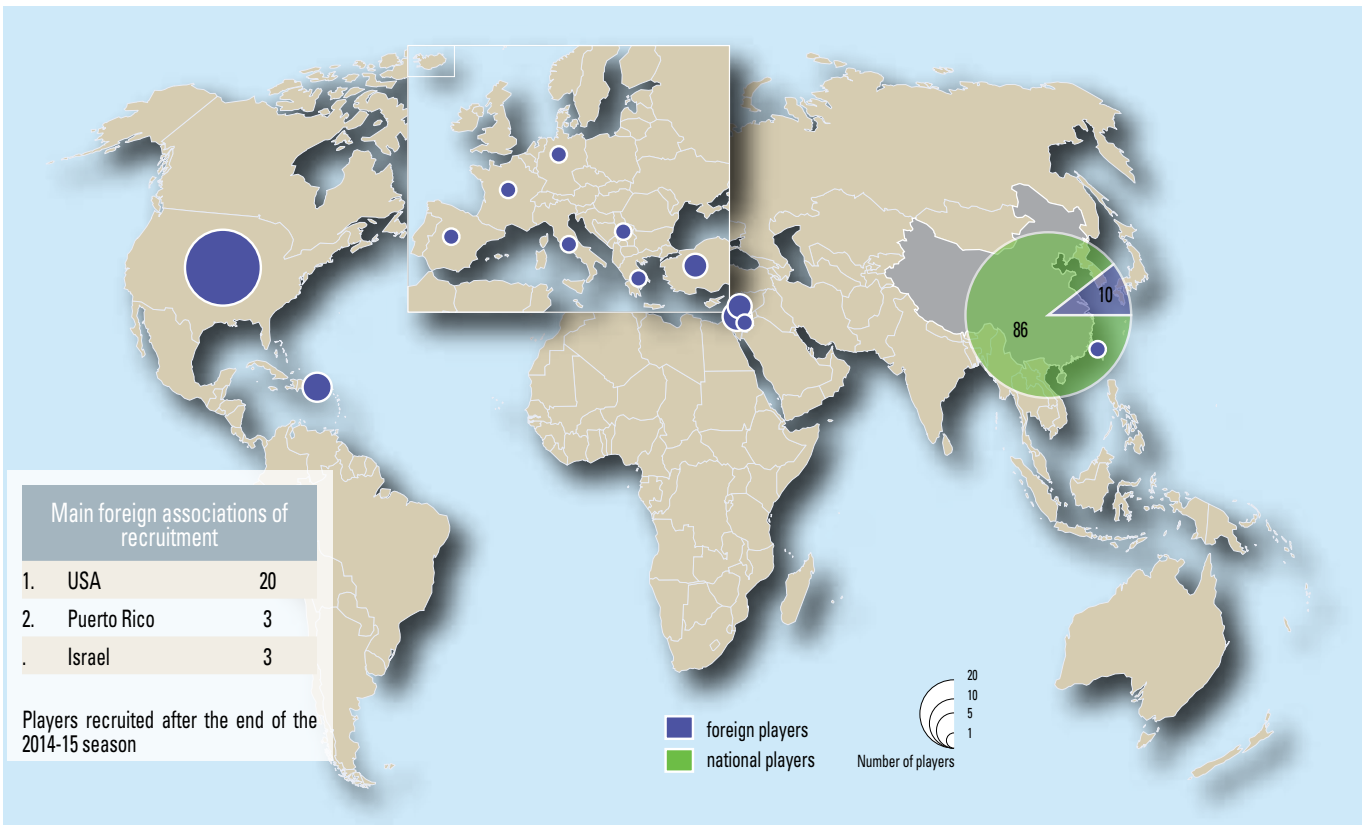 10
86
Main foreign associations of
recruitment
1. USA 20
2. Puerto Rico 3
. Israel 3
Players recruited after the end of the
2014-15 season
foreign players
national players
20
10
5
1
Number of players